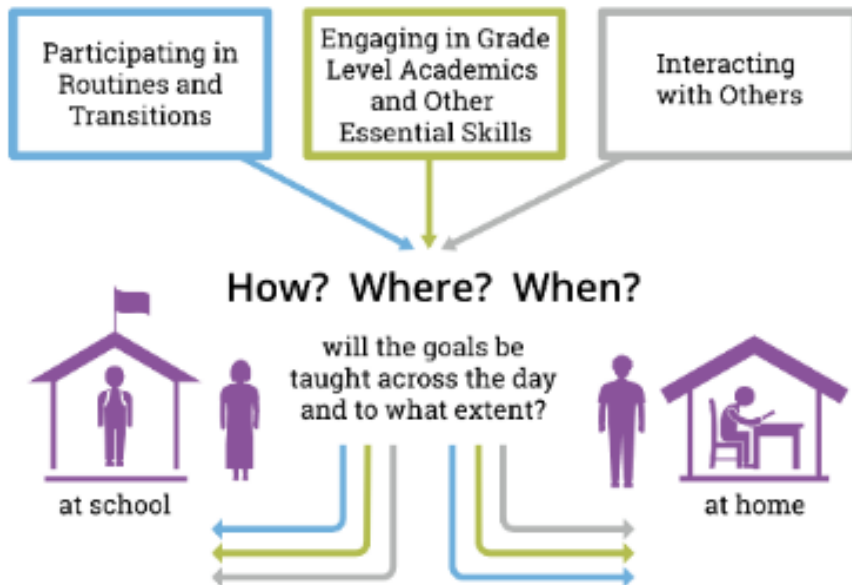 Participating in
Routines and
Transitions
Engaging in Grade
Level Academics
and Other
Essential Skills
Interacting
with Others
How? Where? When?
will the goals be
taught across the day
and to what extent?
at school
at home